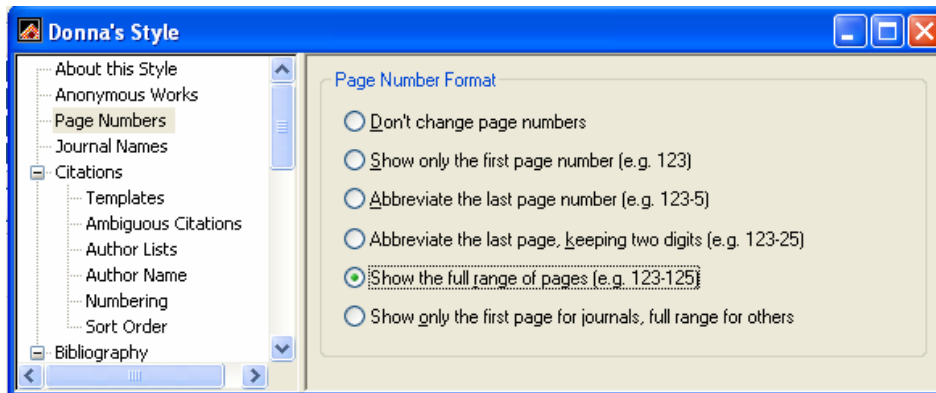 Donna's Style
About this Style
Anonymous Works
Page Numbers
Journal Names
Citations
Templates
Ambiguous Citations
Author Lists
Author Name
Numbering
Sort Order
Bibliography
Page Number Format
Don't change page numbers
Show only the first page number (e.g. 123)
Abbreviate the last page number (e.g. 123-5)
Abbreviate the last page, keeping two digits (e.g. 123-25)
Show the full range of pages (e.g. 123-125)
Show only the first page for journals, full range for others